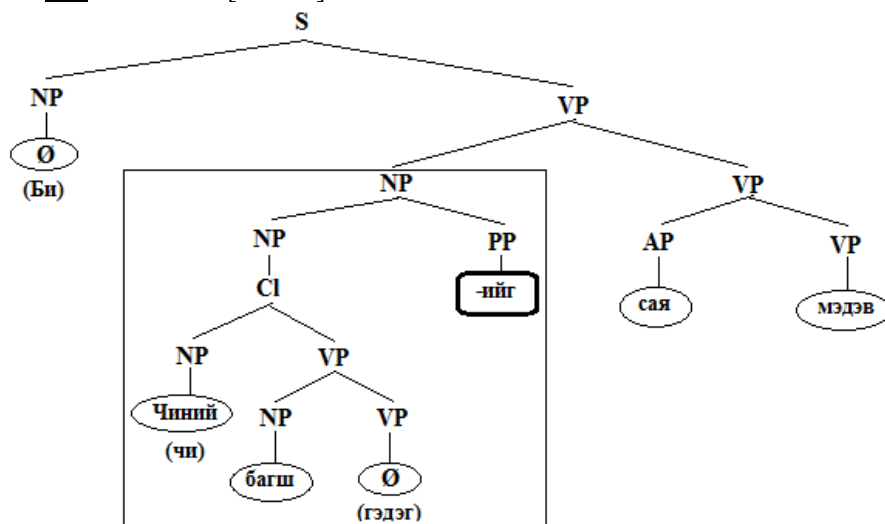 S
NP VP
Ø
(Би)
NP VP
NP PP AP VP
Cl -ийг сая мэдэв
NP VP
Чиний NP VP
(чи)
багш Ø
(гэдэг)